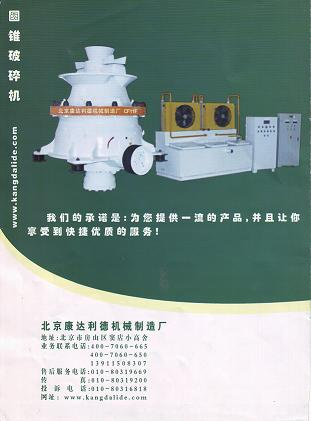 锥破碎机
www.kangdalide.com
北京康达利德机械制造厂 CFHF
我们的承诺是:为您提供一流的产品,并且让你
享受到快捷优质的服务!
北京康达利德机械制造厂
地址:北京市房山区窦店小高舍
业务联系电话:400-7060-665
400-7060-650
13911508307
售后服务电话:010-80319669
传 真:010-80319200
投诉电话:010-80316818
网址:www.kangdalide.com